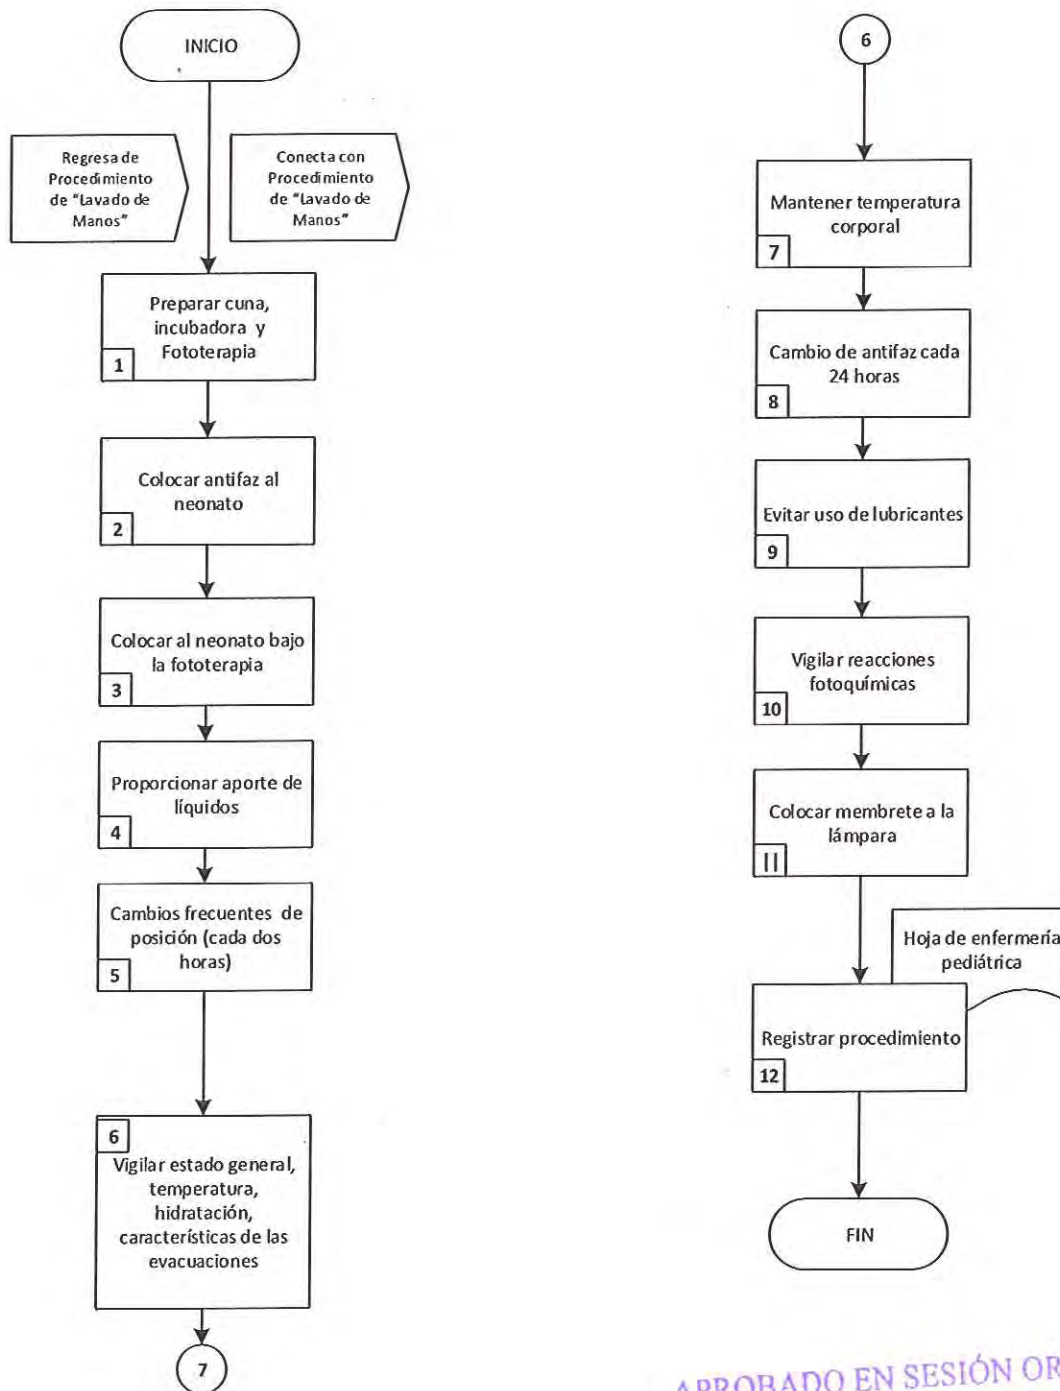 INICIO
Regresa de
Procedimiento
de "Lavado de
Manos"
Conecta con
Procedimiento
de "Lavado de
Manos"
Preparar cuna,
incubadora y
Fototerapia
1
Colocar antifaz al
neonato
2
Colocar al neonato bajo
la fototerapia
3
Proporcionar aporte de
líquidos
4
Cambios frecuentes de
posición (cada dos
horas)
5
6
Vigilar estado general,
temperatura,
hidratación,
características de las
evacuaciones
7
6
Mantener temperatura
corporal
7
Cambio de antifaz cada
24 horas
8
Evitar uso de lubricantes
9
Vigilar reacciones
fotoquímicas
10
Colocar membrete a la
lámpara
11
Hoja de enfermería
pediátrica
Registrar procedimiento
12
FIN
APROBADO EN SESIÓN OR